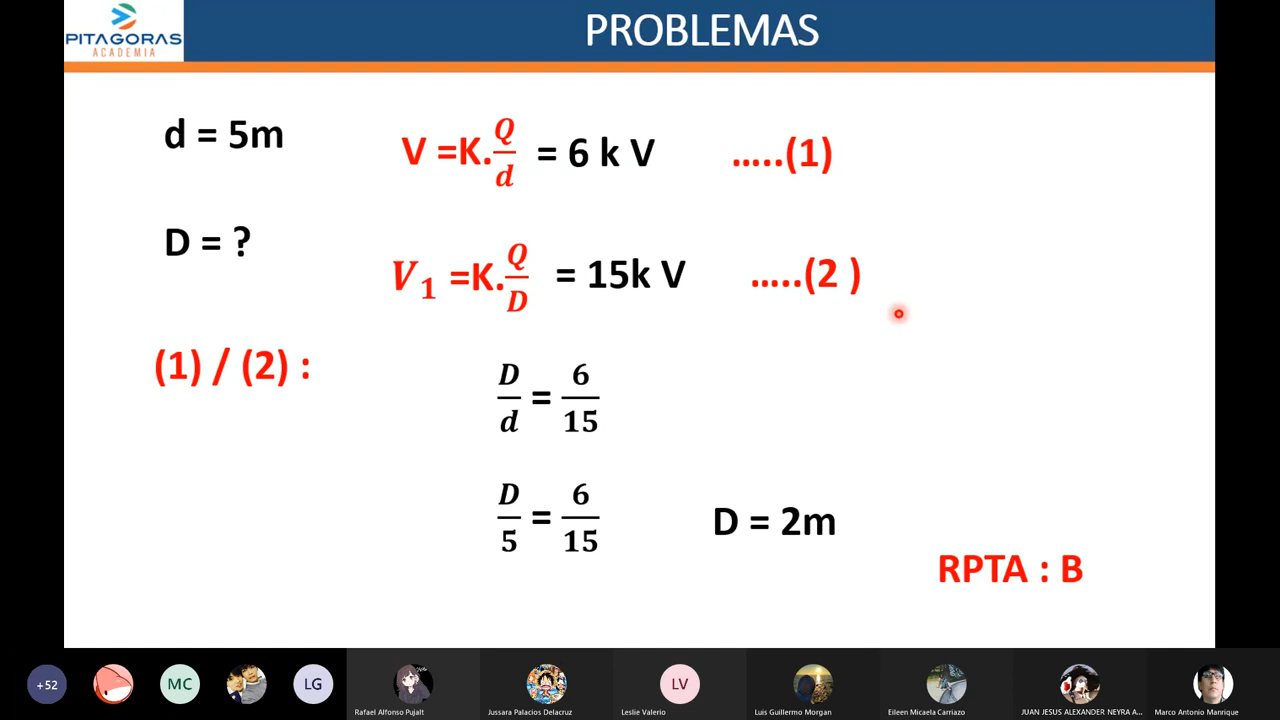 PITAGORAS
ACADEMIA
PROBLEMAS
d = 5m
V =K. Q/d = 6 k V …..(1)
D = ?
V₁ =K. Q/D = 15k V …..(2 )
(1) / (2) :
D/d = 6/15
D/5 = 6/15
D = 2m
RPTA : B
+52
MC
LG
LV
Rafael Alfonso Pujalt
Jussara Palacios Delacruz
Leslie Valerio
Luis Guillermo Morgan
Eileen Micaela Carriazo
JUAN JESUS ALEXANDER NEYRA A...
Marco Antonio Manrique